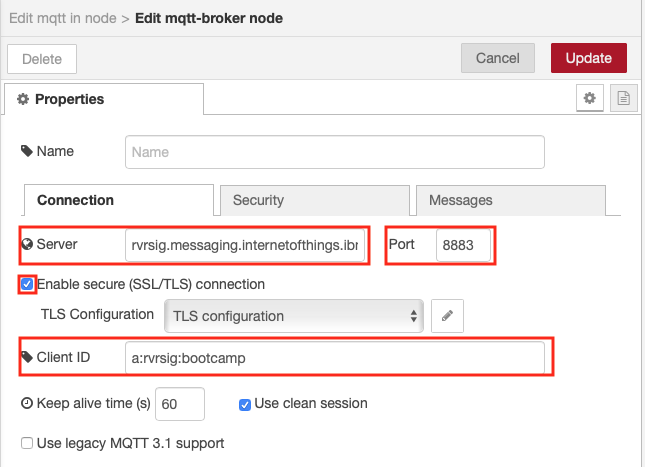 Edit mqtt in node > Edit mqtt-broker node
Delete Cancel Update
Properties
Name Name
Connection Security Messages
Server rvrsig.messaging.internetofthings.ibr Port 8883
Enable secure (SSL/TLS) connection
TLS Configuration TLS configuration
Client ID a:rvrsig:bootcamp
Keep alive time (s) 60 Use clean session
Use legacy MQTT 3.1 support